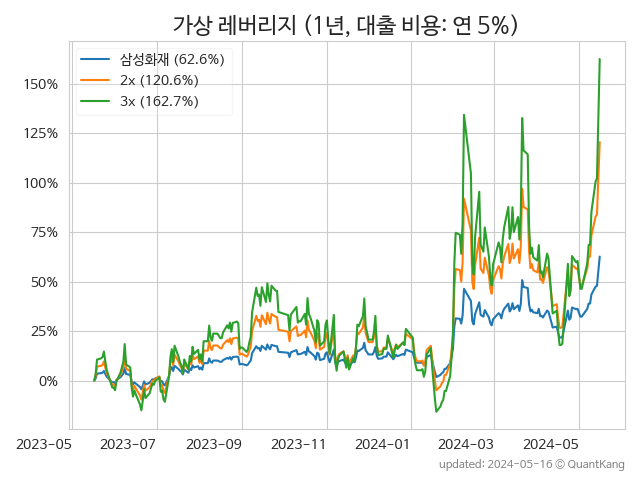 가상 레버리지 (1년, 대출 비용: 연 5%)
삼성화재 (62.6%)
2x (120.6%)
3x (162.7%)
150%
125%
100%
75%
50%
25%
0%
2023-05 2023-07 2023-09 2023-11 2024-01 2024-03 2024-05
updated: 2024-05-16 © QuantKang